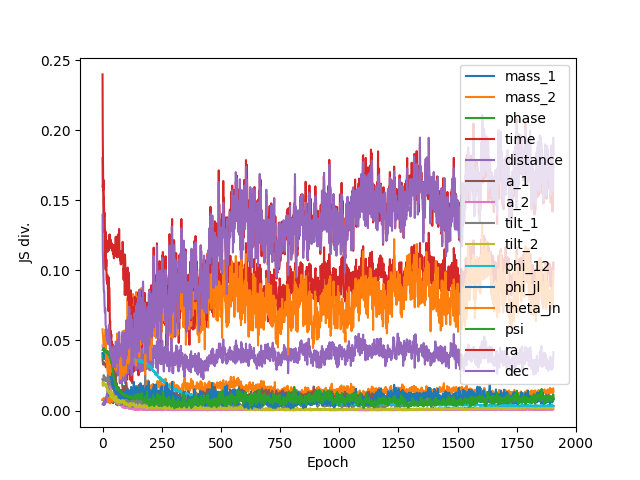 0.25
0.20
0.15
0.10
0.05
0.00
JS div.
0
250
500
750
1000
1250
1500
1750
2000
Epoch
mass_1
mass_2
phase
time
distance
a_1
a_2
tilt_1
tilt_2
phi_12
phi_jl
theta_jn
psi
ra
dec